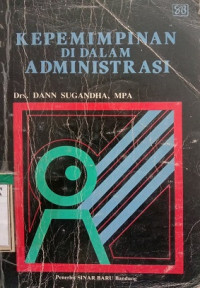 KEPEMIMPINAN
DI DALAM
ADMINISTRASI
Drs. DANN SUGANDHA, MPA
Penerbit SINAR BARU Bandung